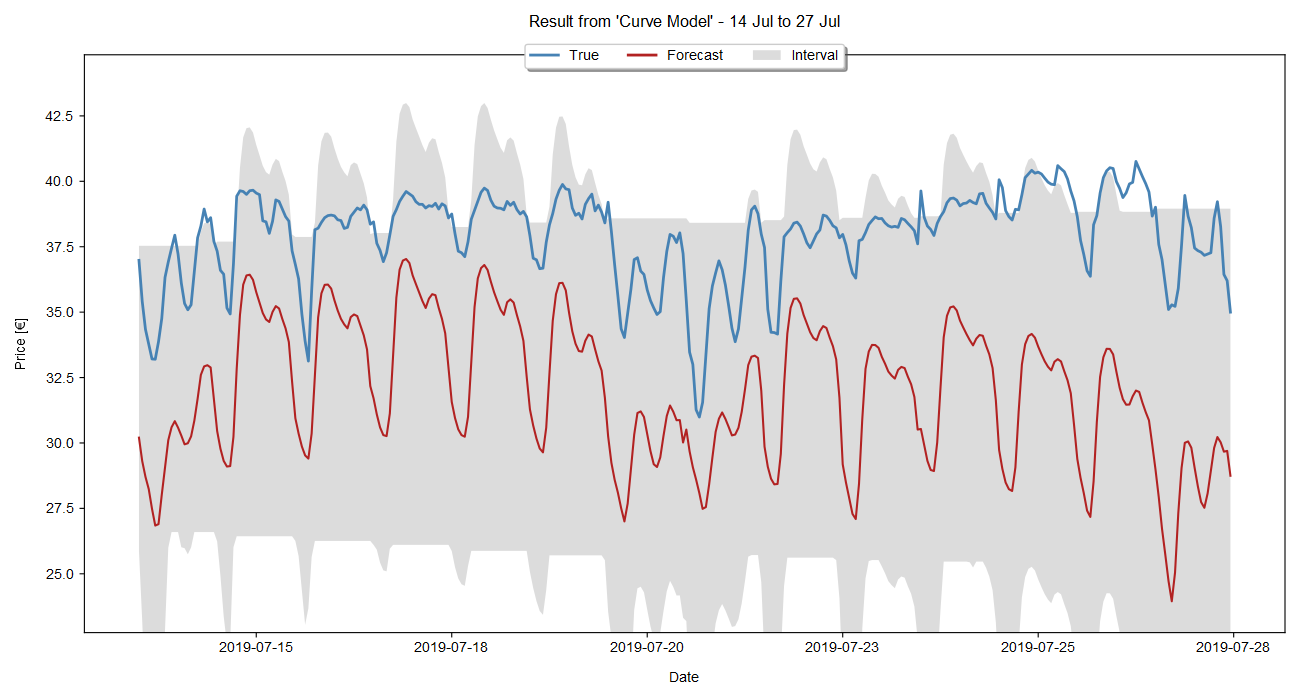 Result from 'Curve Model' - 14 Jul to 27 Jul
True Forecast Interval
42.5
40.0
37.5
35.0
32.5
30.0
27.5
25.0
Price [€]
2019-07-15 2019-07-18 2019-07-20 2019-07-23 2019-07-25 2019-07-28
Date